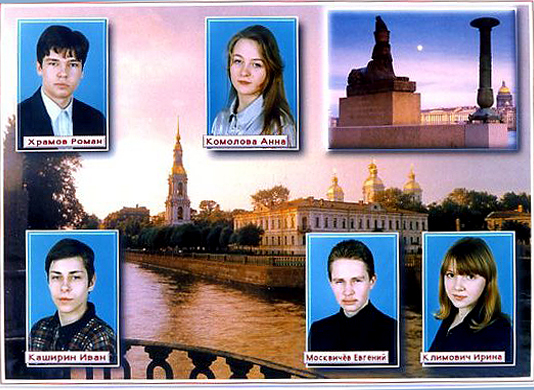 Храмов Роман
Комолова Анна
Каширин Иван
Москвичёв Евгений
Климович Ирина